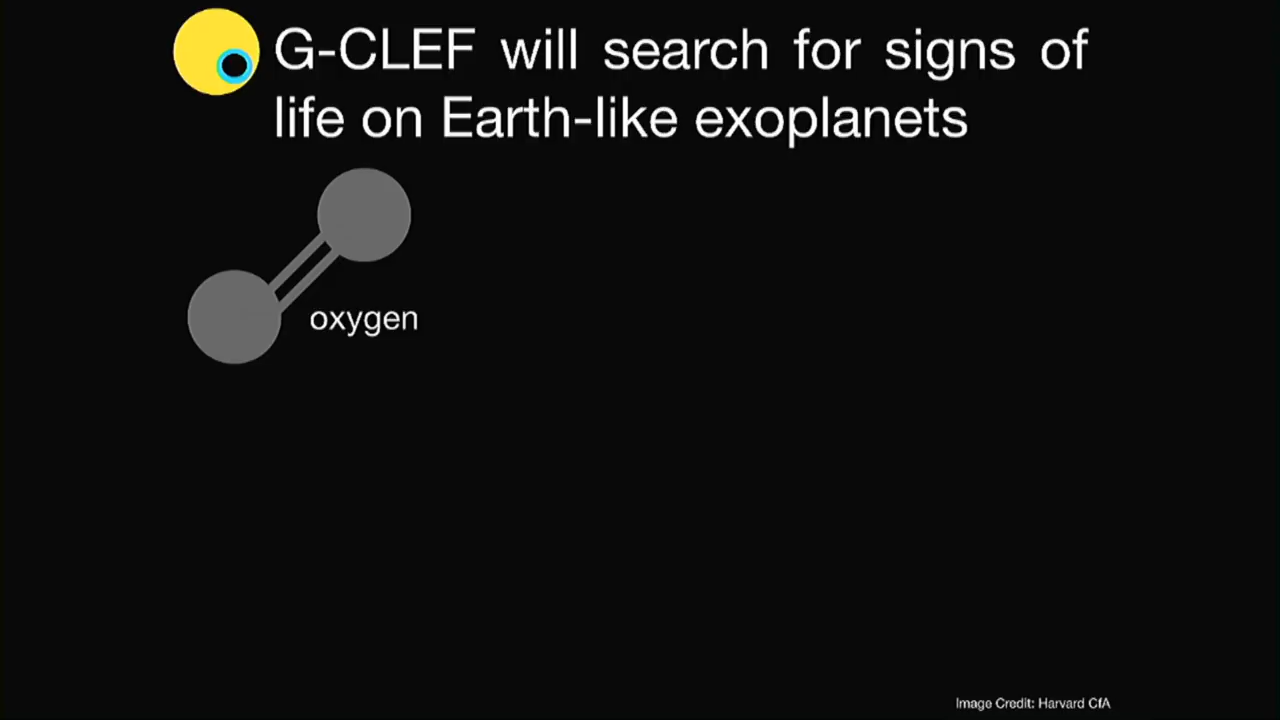 G-CLEF will search for signs of
life on Earth-like exoplanets
oxygen
Image Credit: Harvard CfA